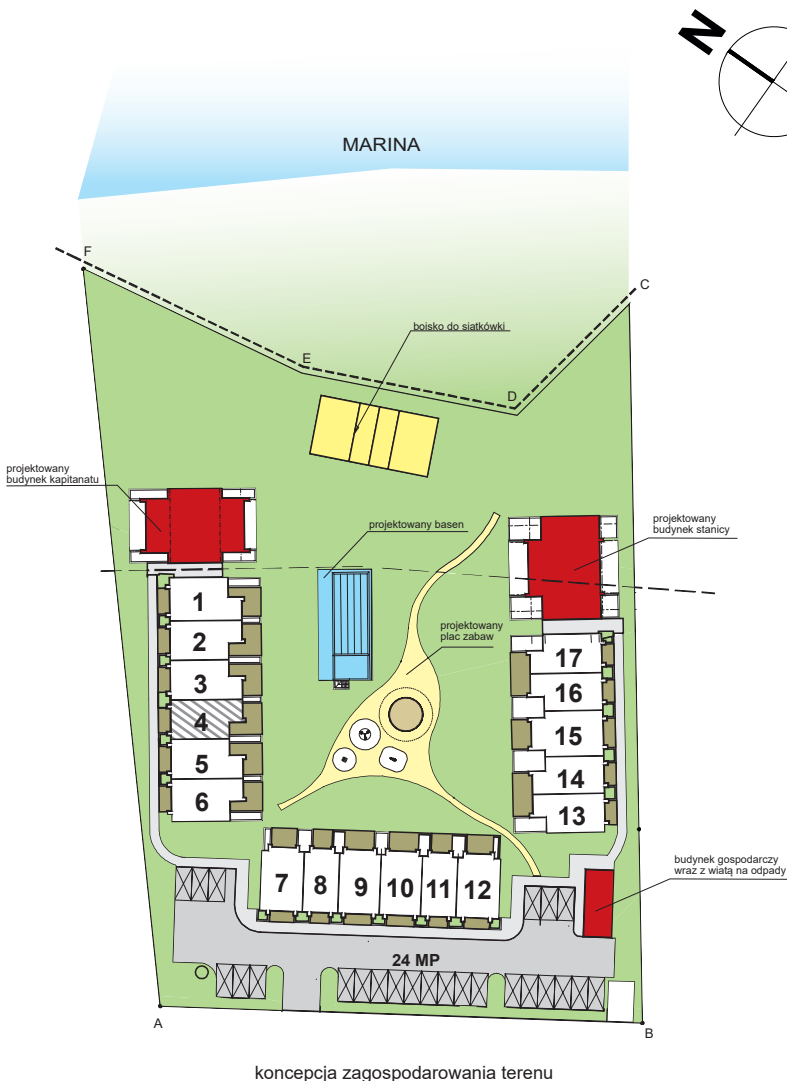 N
MARINA
F
C
boisko do siatkówki
E
D
projektowany
budynek kapitanatu
projektowany basen
projektowany
budynek stanicy
projektowany
plac zabaw
1
2
3
4
5
6
17
16
15
14
13
7
8
9
10
11
12
budynek gospodarczy
wraz z wiatą na odpady
24 MP
A
B
koncepcja zagospodarowania terenu